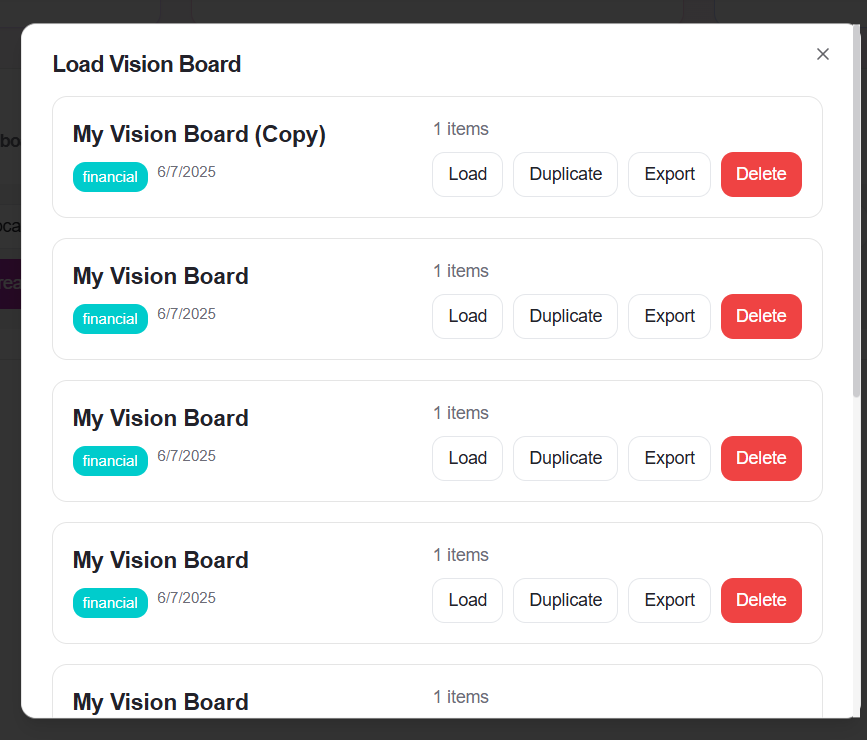 Load Vision Board
My Vision Board (Copy)
financial 6/7/2025
1 items
Load Duplicate Export Delete
My Vision Board
financial 6/7/2025
1 items
Load Duplicate Export Delete
My Vision Board
financial 6/7/2025
1 items
Load Duplicate Export Delete
My Vision Board
financial 6/7/2025
1 items
Load Duplicate Export Delete
My Vision Board
1 items